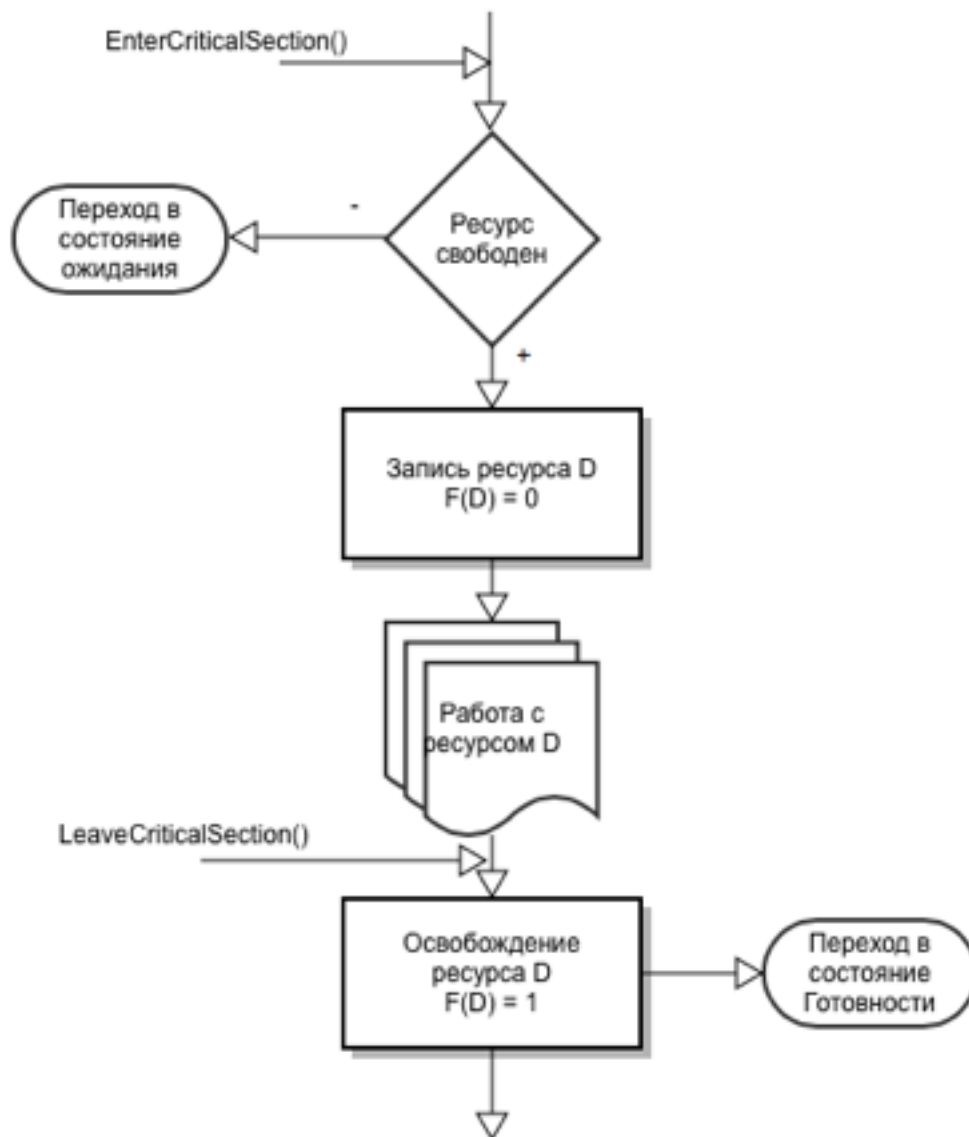 EnterCriticalSection()
Переход в
состояние
ожидания
-
Ресурс
свободен
+
Запись ресурса D
F(D) = 0
Работа с
ресурсом D
LeaveCriticalSection()
Освобождение
ресурса D
F(D) = 1
Переход в
состояние
Готовности